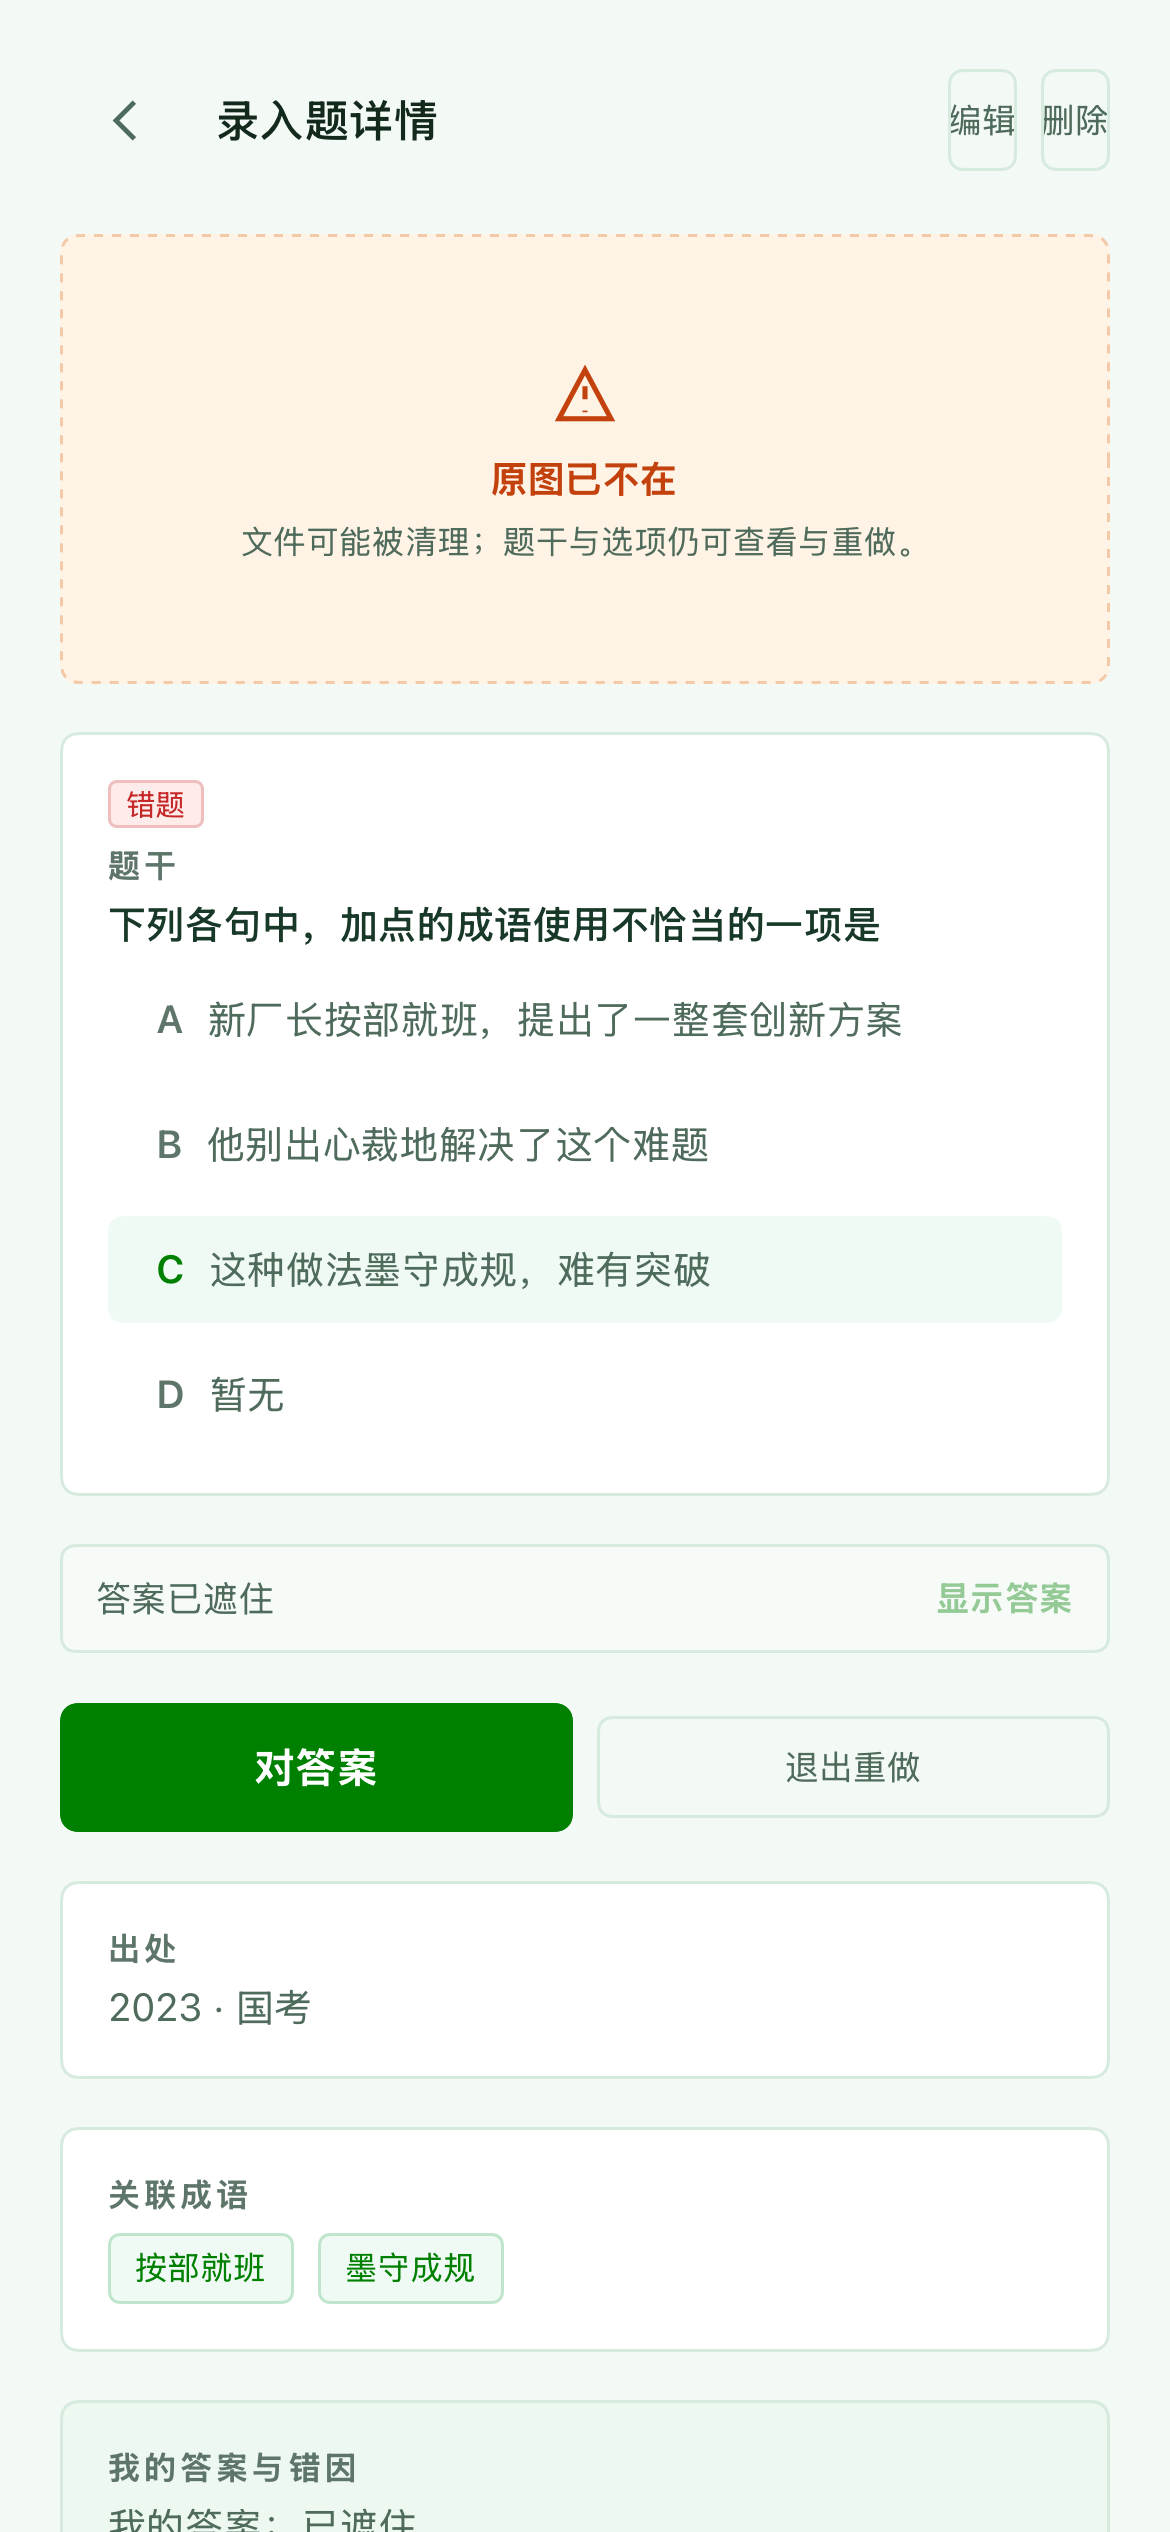 录入题详情
编辑
删除
原图已不在
文件可能被清理；题干与选项仍可查看与重做。
错题
题干
下列各句中，加点的成语使用不恰当的一项是
A 新厂长按部就班，提出了一整套创新方案
B 他别出心裁地解决了这个难题
C 这种做法墨守成规，难有突破
D 暂无
答案已遮住
显示答案
对答案
退出重做
出处
2023 · 国考
关联成语
按部就班
墨守成规
我的答案与错因
我的答案：已遮住